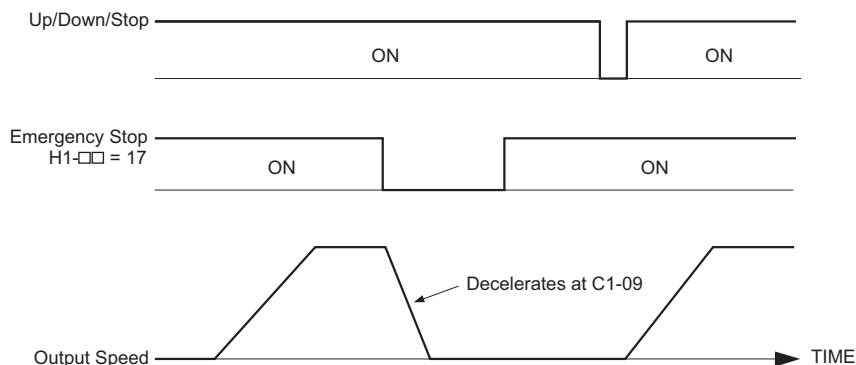 Up/Down/Stop
ON
ON
Emergency Stop
H1-□□ = 17
ON
ON
Decelerates at C1-09
Output Speed
TIME